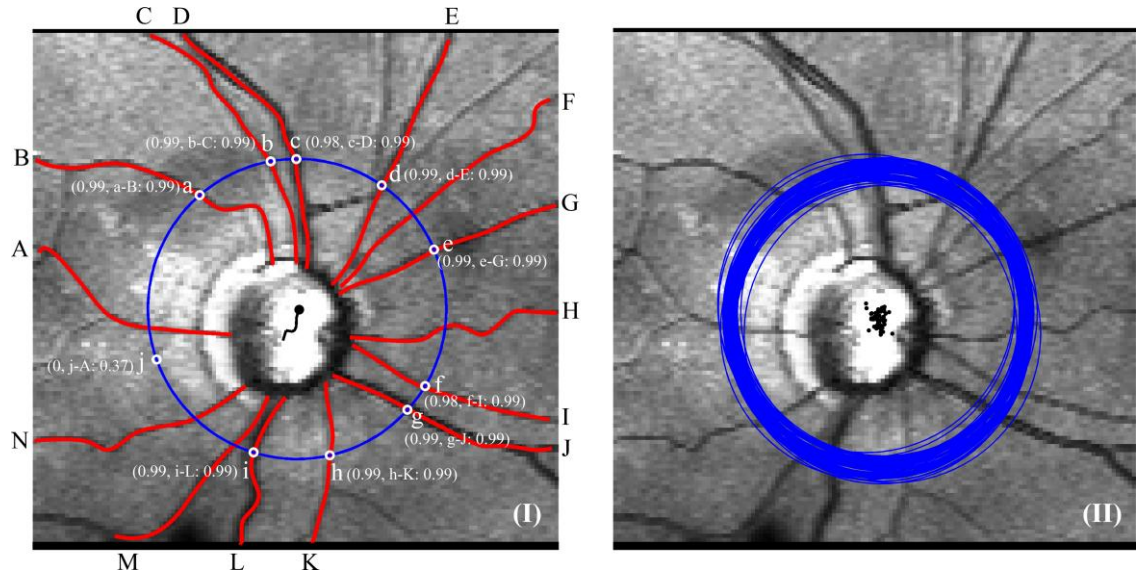 C D E
F
B
(0.99, b-C: 0.99) b c (0.98, c-D: 0.99)
(0.99, a-B: 0.99) a d (0.99, d-E: 0.99)
G
A e
(0.99, e-G: 0.99)
H
(0, j-A: 0.37) j
f
(0.98, f-I: 0.99) I
g
N (0.99, g-J: 0.99) J
(0.99, i-L: 0.99) i h (0.99, h-K: 0.99)
(I) (II)
M L K